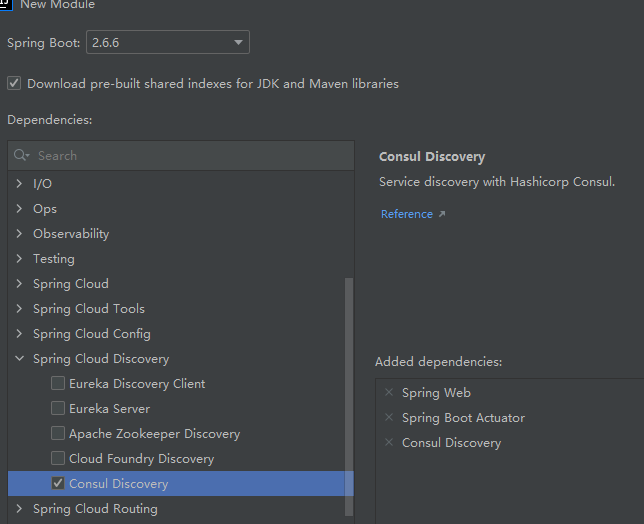 New Module
Spring Boot: 2.6.6
Download pre-built shared indexes for JDK and Maven libraries
Dependencies:
Search
I/O
Ops
Observability
Testing
Spring Cloud
Spring Cloud Tools
Spring Cloud Config
Spring Cloud Discovery
Eureka Discovery Client
Eureka Server
Apache Zookeeper Discovery
Cloud Foundry Discovery
Consul Discovery
Spring Cloud Routing
Consul Discovery
Service discovery with Hashicorp Consul.
Reference
Added dependencies:
Spring Web
Spring Boot Actuator
Consul Discovery